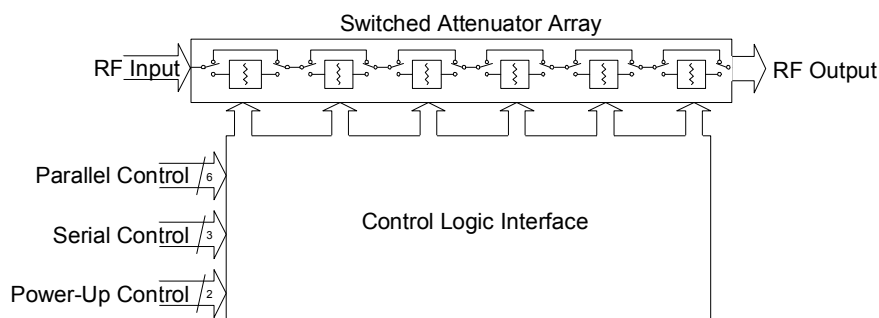 Switched Attenuator Array
RF Input
RF Output
Parallel Control
6
Control Logic Interface
Serial Control
3
Power-Up Control
2